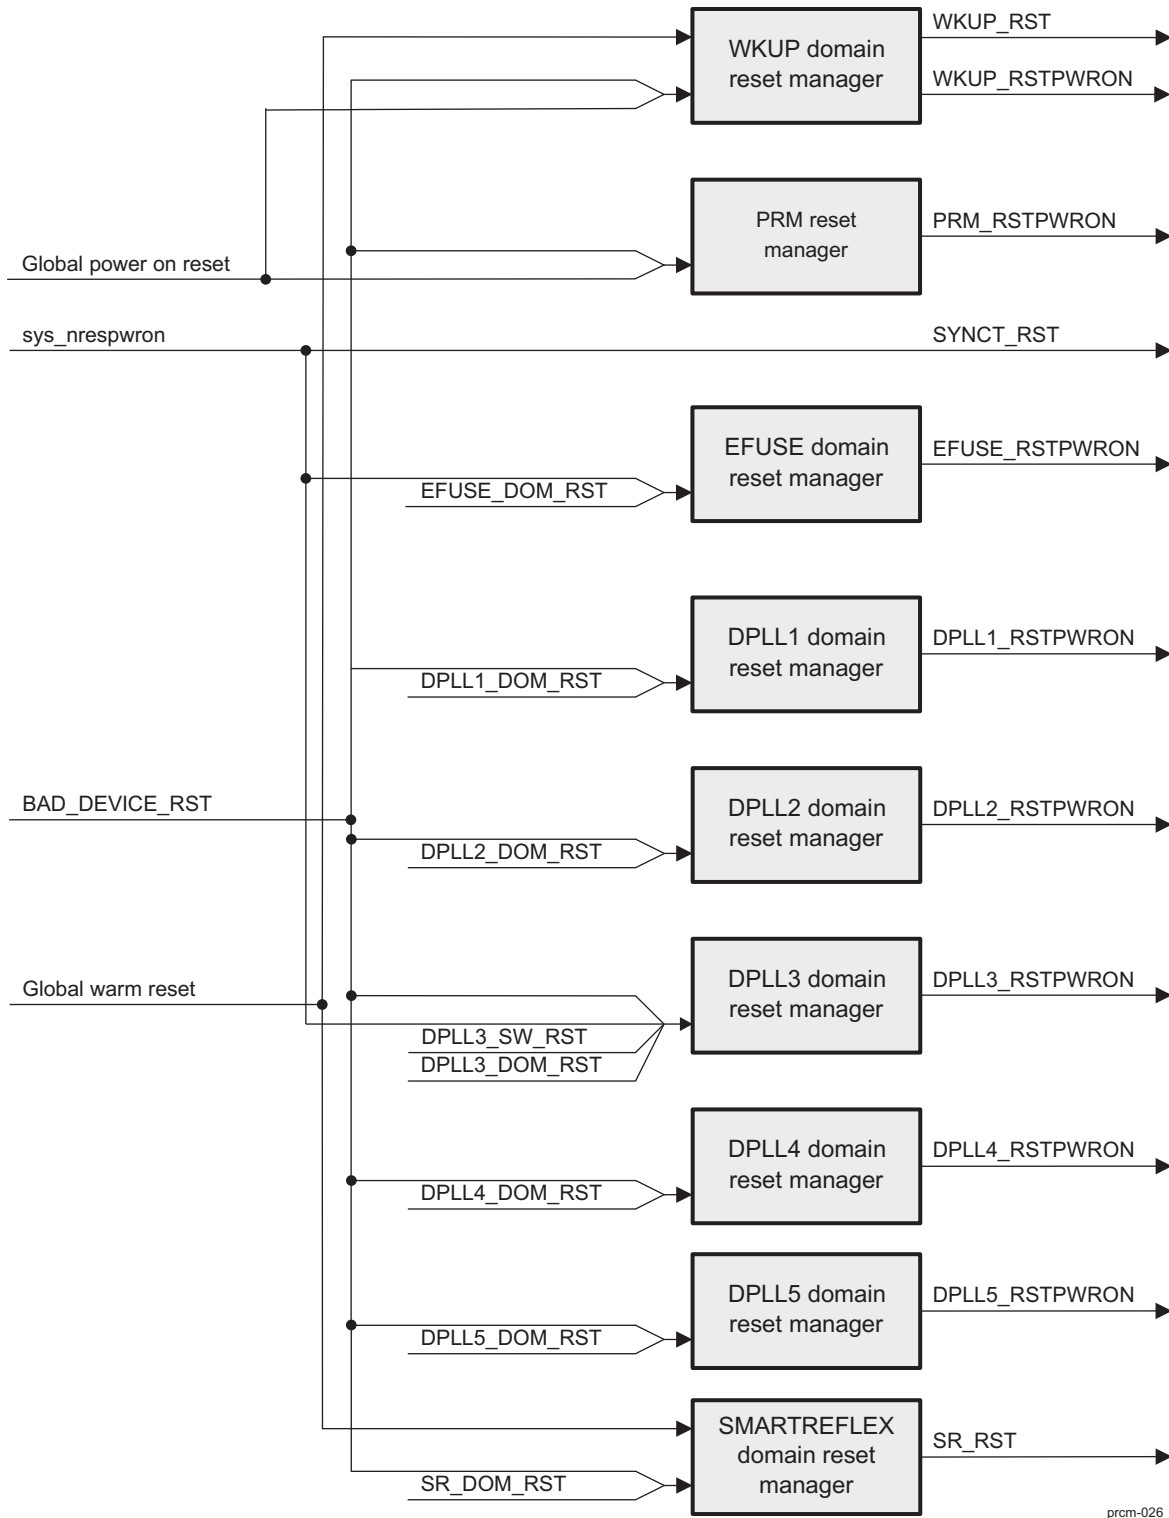 WKUP domain
reset manager
WKUP_RST
WKUP_RSTPWRON
PRM reset
manager
PRM_RSTPWRON
Global power on reset
sys_nrespwron
SYNCT_RST
EFUSE domain
reset manager
EFUSE_RSTPWRON
EFUSE_DOM_RST
DPLL1 domain
reset manager
DPLL1_RSTPWRON
DPLL1_DOM_RST
BAD_DEVICE_RST
DPLL2 domain
reset manager
DPLL2_RSTPWRON
DPLL2_DOM_RST
Global warm reset
DPLL3 domain
reset manager
DPLL3_RSTPWRON
DPLL3_SW_RST
DPLL3_DOM_RST
DPLL4 domain
reset manager
DPLL4_RSTPWRON
DPLL4_DOM_RST
DPLL5 domain
reset manager
DPLL5_RSTPWRON
DPLL5_DOM_RST
SMARTREFLEX
domain reset
manager
SR_RST
SR_DOM_RST
prcm-026